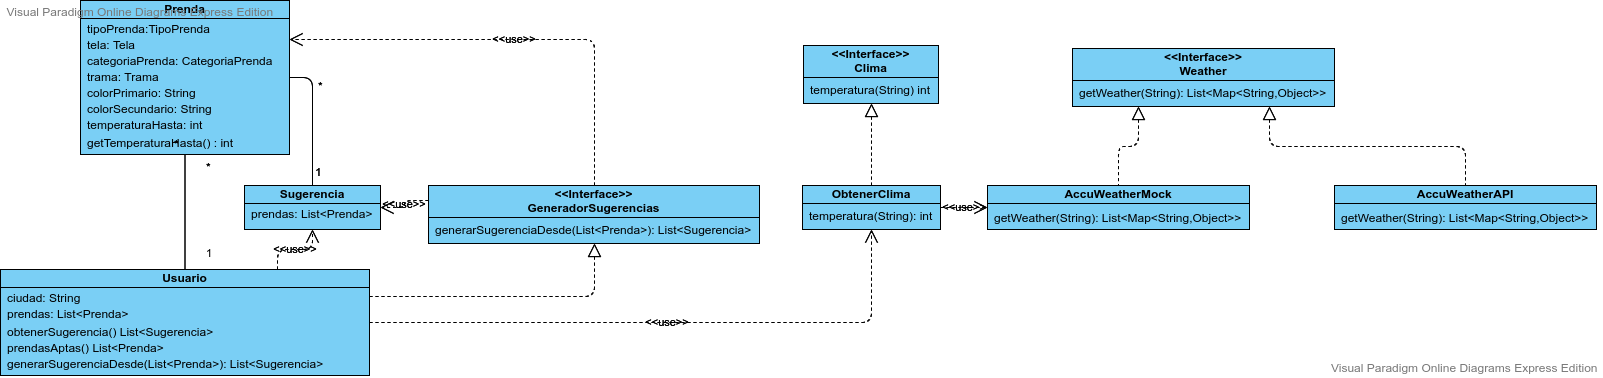 Visual Paradigm Online Diagrams Express Edition
Prenda
tipoPrenda:TipoPrenda
tela: Tela
categoriaPrenda: CategoriaPrenda
trama: Trama
colorPrimario: String
colorSecundario: String
temperaturaHasta: int
getTemperaturaHasta() : int
*
*
1
*
1
<<use>>
Sugerencia
prendas: List<Prenda>
<<use>>
<<Interface>>
GeneradorSugerencias
generarSugerenciaDesde(List<Prenda>): List<Sugerencia>
<<use>>
Usuario
ciudad: String
prendas: List<Prenda>
obtenerSugerencia() List<Sugerencia>
prendasAptas() List<Prenda>
generarSugerenciaDesde(List<Prenda>): List<Sugerencia>
<<use>>
<<Interface>>
Clima
temperatura(String) int
ObtenerClima
temperatura(String): int
<<use>>
<<Interface>>
Weather
getWeather(String): List<Map<String,Object>>
AccuWeatherMock
getWeather(String): List<Map<String,Object>>
AccuWeatherAPI
getWeather(String): List<Map<String,Object>>
Visual Paradigm Online Diagrams Express Edition